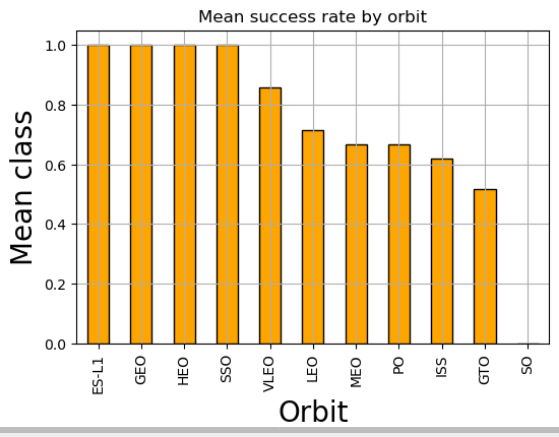 Mean success rate by orbit
Mean class
1.0
0.8
0.6
0.4
0.2
0.0
ES-L1
GEO
HEO
SSO
VLEO
LEO
MEO
PO
ISS
GTO
SO
Orbit